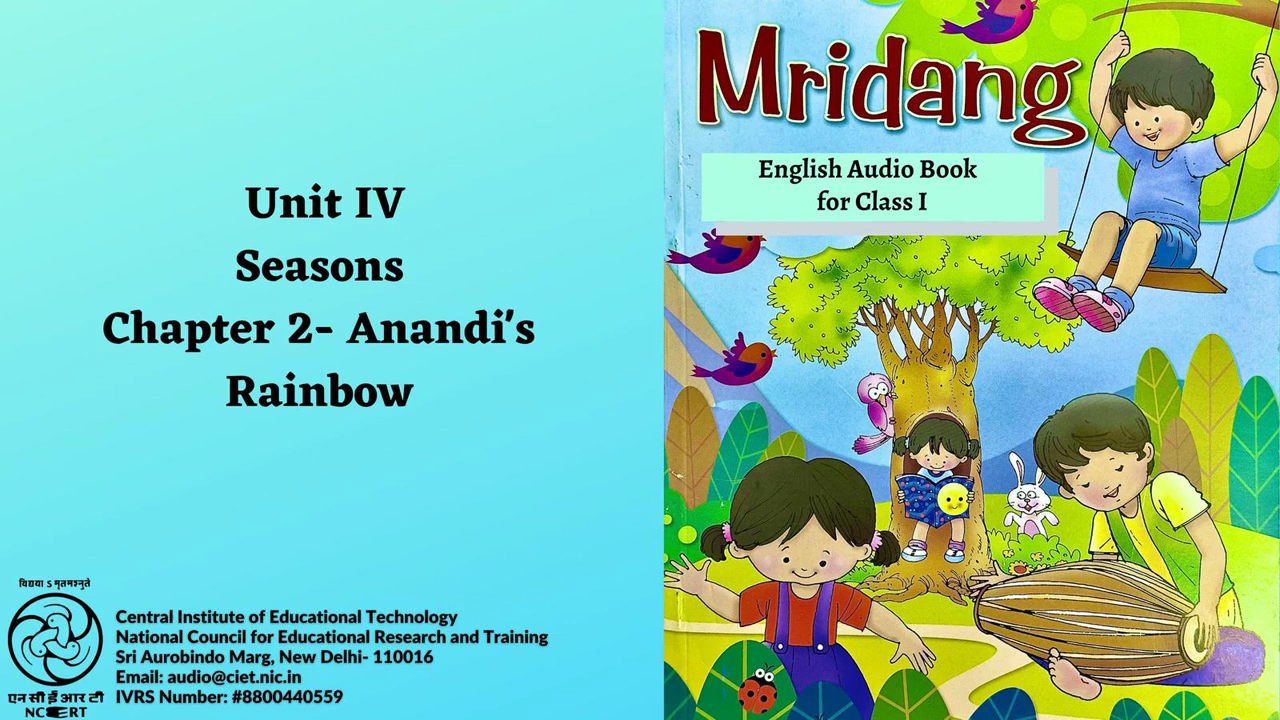 Unit IV
Seasons
Chapter 2- Anandi's
Rainbow
Mridang
English Audio Book
for Class I
विद्यया ऽ मृतमश्नुते
एन सी ई आर टी
NCERT
Central Institute of Educational Technology
National Council for Educational Research and Training
Sri Aurobindo Marg, New Delhi- 110016
Email: audio@ciet.nic.in
IVRS Number: #8800440559